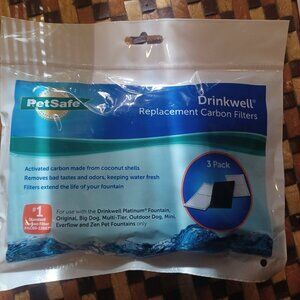 PetSafe
Drinkwell®
Replacement Carbon Filters
Activated carbon made from coconut shells
Removes bad tastes and odors, keeping water fresh
Filters extend the life of your fountain
3 Pack
#1
For use with the Drinkwell Platinum® Fountain,
Original, Big Dog, Multi-Tier, Outdoor Dog, Mini,
Everflow and Zen Pet Fountains only